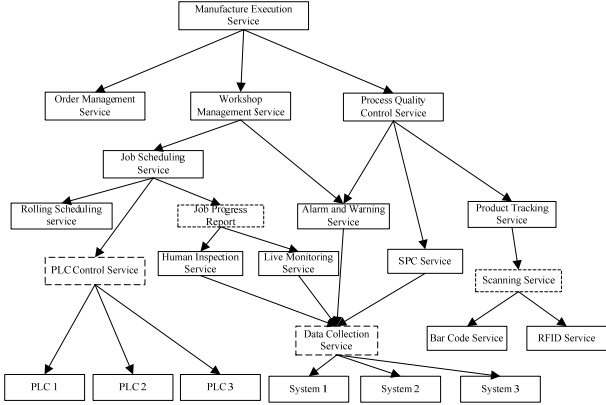 Manufacture Execution
Service
Order Management
Service
Workshop
Management Service
Process Quality
Control Service
Job Scheduling
Service
Rolling Scheduling
service
Job Progress
Report
Alarm and Warning
Service
Product Tracking
Service
PLC Control Service
Human Inspection
Service
Live Monitoring
Service
SPC Service
Scanning Service
Data Collection
Service
Bar Code Service
RFID Service
PLC 1
PLC 2
PLC 3
System 1
System 2
System 3